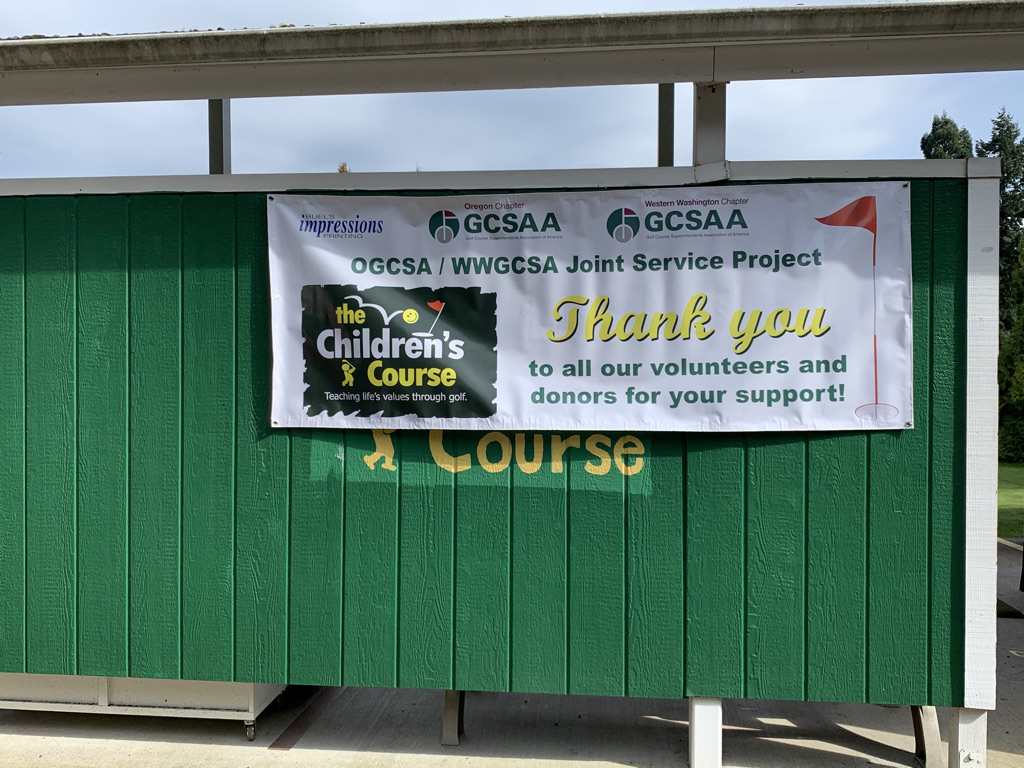 BUEL'S
impressions
PRINTING
Oregon Chapter
GCSAA
Golf Course Superintendents Association of America
Western Washington Chapter
GCSAA
Golf Course Superintendents Association of America
OGCSA / WWGCSA Joint Service Project
the
Children's
Course
Teaching life's values through golf.
Thank you
to all our volunteers and
donors for your support!
Course